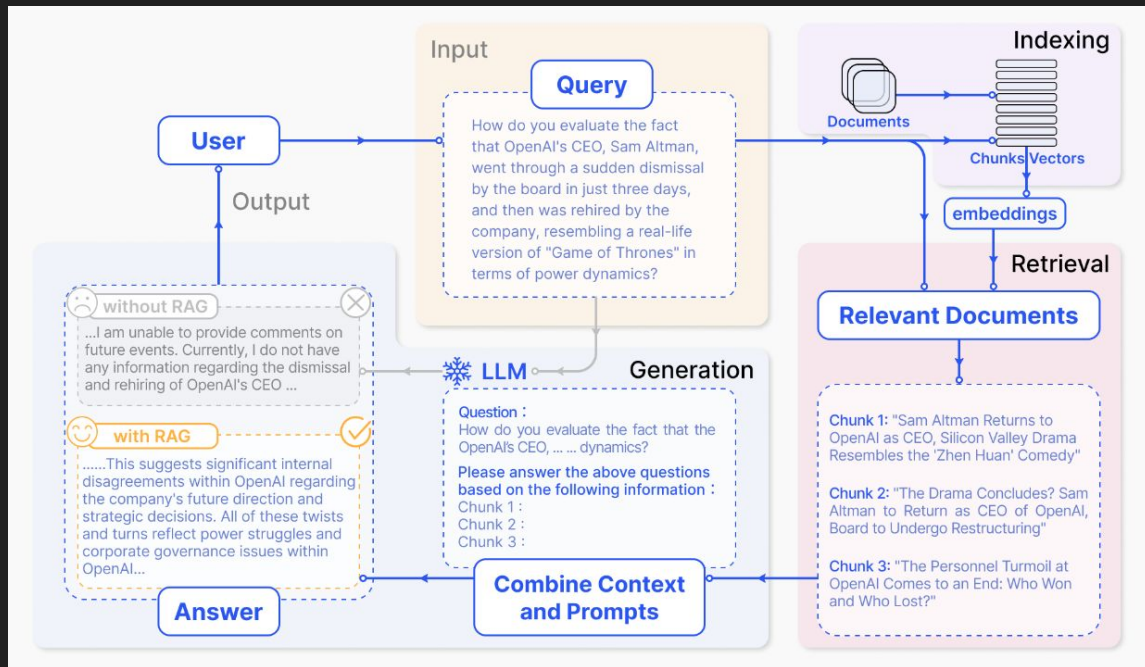 Input
Query
How do you evaluate the fact
that OpenAI's CEO, Sam Altman,
went through a sudden dismissal
by the board in just three days,
and then was rehired by the
company, resembling a real-life
version of "Game of Thrones" in
terms of power dynamics?
Indexing
Documents
Chunks Vectors
embeddings
User
Output
Retrieval
Relevant Documents
Chunk 1: "Sam Altman Returns to
OpenAI as CEO, Silicon Valley Drama
Resembles the 'Zhen Huan' Comedy"
Chunk 2: "The Drama Concludes? Sam
Altman to Return as CEO of OpenAI,
Board to Undergo Restructuring"
Chunk 3: "The Personnel Turmoil at
OpenAI Comes to an End: Who Won
and Who Lost?"
LLM
Generation
Question :
How do you evaluate the fact that the
OpenAI's CEO, ... ... dynamics?
Please answer the above questions
based on the following information :
Chunk 1 :
Chunk 2 :
Chunk 3 :
Combine Context
and Prompts
without RAG
...I am unable to provide comments on
future events. Currently, I do not have
any information regarding the dismissal
and rehiring of OpenAI's CEO ...
with RAG
......This suggests significant internal
disagreements within OpenAI regarding
the company's future direction and
strategic decisions. All of these twists
and turns reflect power struggles and
corporate governance issues within
OpenAI...
Answer